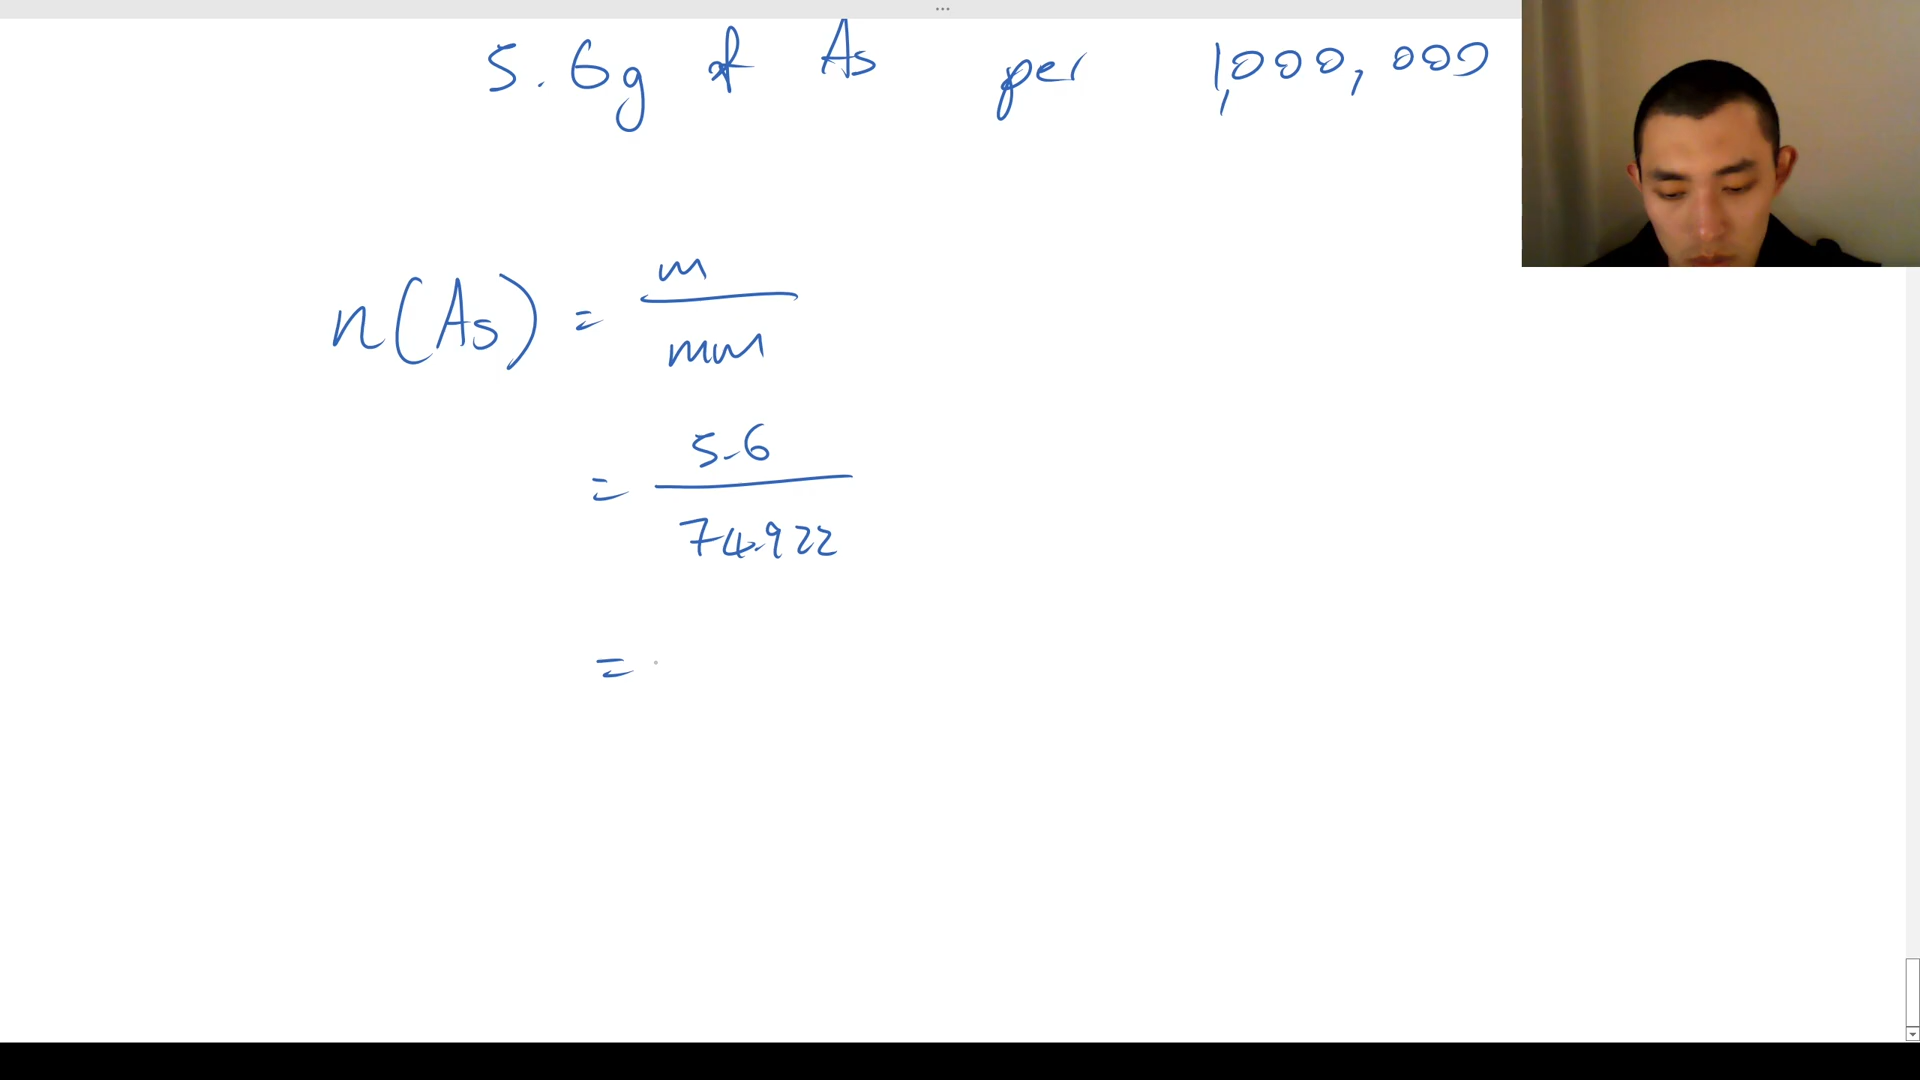 5.6g of As per 1,000,000
n(As) = m / mm
= 5.6 / 74.922
=